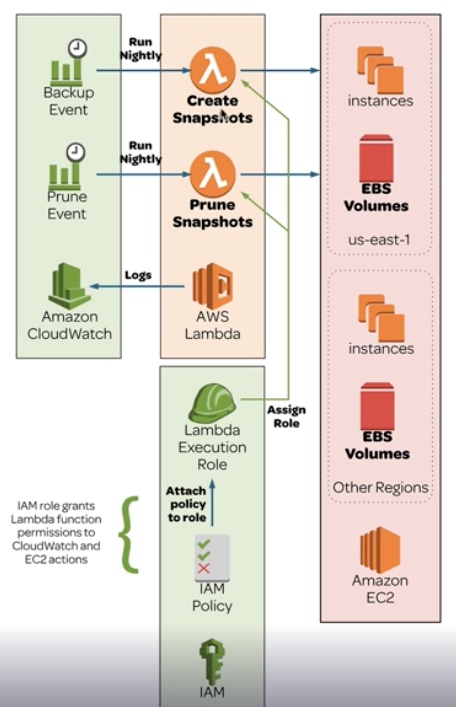 Backup
Event
Run
Nightly
Create
Snapshots
instances
Prune
Event
Run
Nightly
Prune
Snapshots
EBS
Volumes
us-east-1
Amazon
CloudWatch
Logs
AWS
Lambda
instances
Lambda
Execution
Role
Assign
Role
EBS
Volumes
Other Regions
Attach
policy
to role
IAM role grants
Lambda function
permissions to
CloudWatch and
EC2 actions
IAM
Policy
Amazon
EC2
IAM